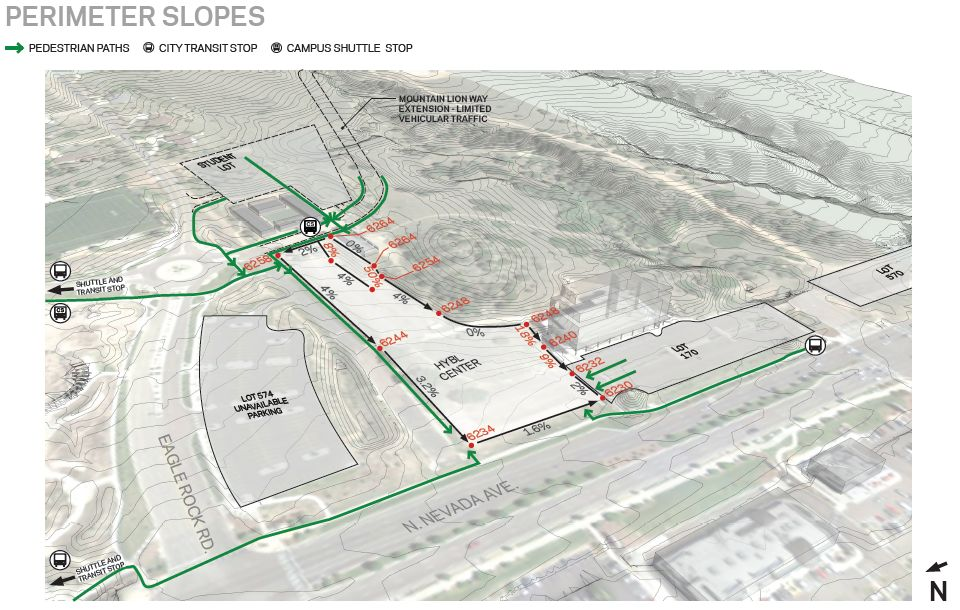 PERIMETER SLOPES
PEDESTRIAN PATHS
CITY TRANSIT STOP
CAMPUS SHUTTLE STOP
MOUNTAIN LION WAY
EXTENSION - LIMITED
VEHICULAR TRAFFIC
STUDENT
LOT
6264
6264
6254
6258
2%
8%
0%
50%
4%
4%
4%
6248
0%
6248
LOT
570
SHUTTLE AND
TRANSIT STOP
6244
6240
9%
6232
2%
6230
LOT
170
HYBL
CENTER
3.2%
6234
1.6%
LOT 574
UNAVAILABLE
PARKING
EAGLE ROCK RD.
N. NEVADA AVE.
SHUTTLE AND
TRANSIT STOP
N